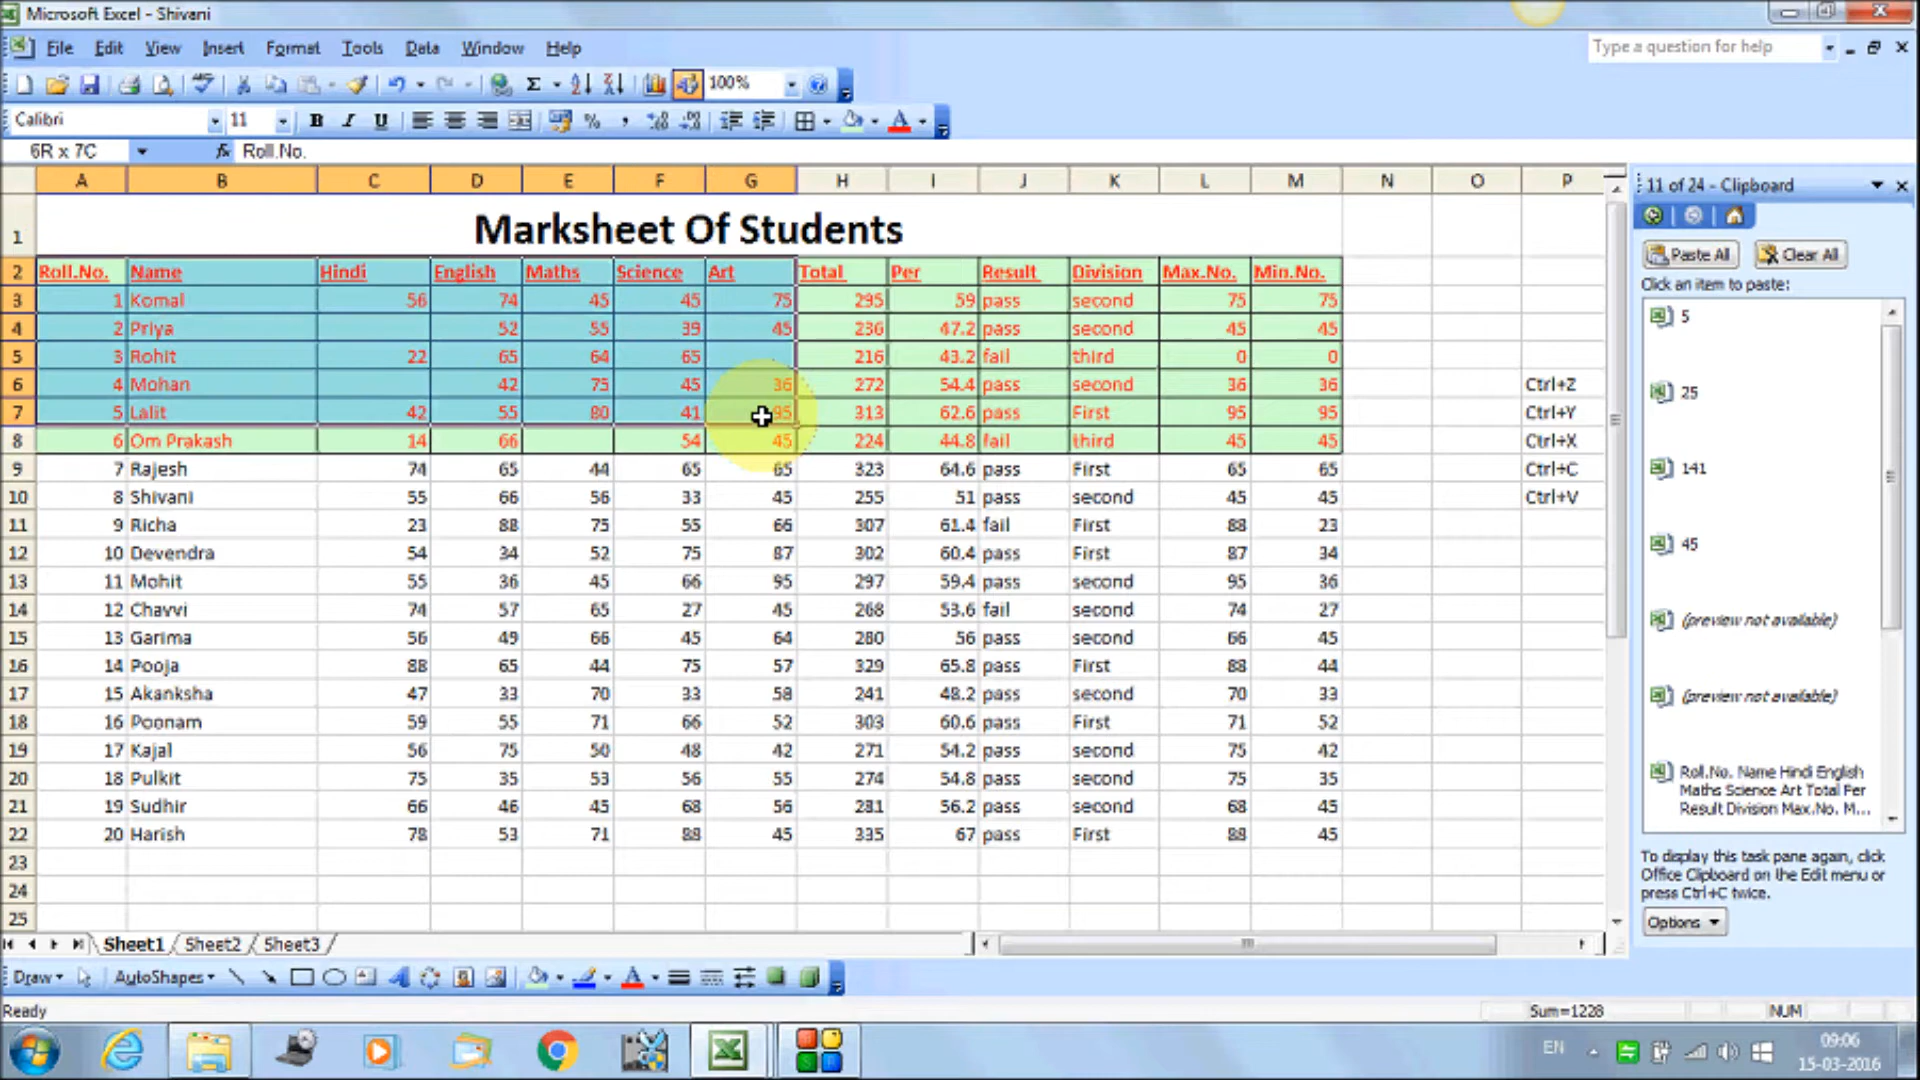 Microsoft Excel - Shivani
File Edit View Insert Format Tools Data Window Help
Type a question for help
100%
Calibri 11 B I U
6R x 7C fx Roll.No.
A B C D E F G H I J K L M N O P
1 Marksheet Of Students
2 Roll.No. Name Hindi English Maths Science Art Total Per Result Division Max.No. Min.No.
3 1 Komal 56 74 45 45 75 295 59 pass second 75 75
4 2 Priya 52 55 39 45 236 47.2 pass second 45 45
5 3 Rohit 22 65 64 65 216 43.2 fail third 0 0
6 4 Mohan 42 75 45 36 272 54.4 pass second 36 36 Ctrl+Z
7 5 Lalit 42 55 80 41 95 313 62.6 pass First 95 95 Ctrl+Y
8 6 Om Prakash 14 66 54 45 224 44.8 fail third 45 45 Ctrl+X
9 7 Rajesh 74 65 44 65 65 323 64.6 pass First 65 65 Ctrl+C
10 8 Shivani 55 66 56 33 45 255 51 pass second 45 45 Ctrl+V
11 9 Richa 23 88 75 55 66 307 61.4 fail First 88 23
12 10 Devendra 54 34 52 75 87 302 60.4 pass First 87 34
13 11 Mohit 55 36 45 66 95 297 59.4 pass second 95 36
14 12 Chavvi 74 57 65 27 45 268 53.6 fail second 74 27
15 13 Garima 56 49 66 45 64 280 56 pass second 66 45
16 14 Pooja 88 65 44 75 57 329 65.8 pass First 88 44
17 15 Akanksha 47 33 70 33 58 241 48.2 pass second 70 33
18 16 Poonam 59 55 71 66 52 303 60.6 pass First 71 52
19 17 Kajal 56 75 50 48 42 271 54.2 pass second 75 42
20 18 Pulkit 75 35 53 56 55 274 54.8 pass second 75 35
21 19 Sudhir 66 46 45 68 56 281 56.2 pass second 68 45
22 20 Harish 78 53 71 88 45 335 67 pass First 88 45
23
24
25
11 of 24 - Clipboard
Paste All Clear All
Click an item to paste:
5
25
141
45
(preview not available)
(preview not available)
Roll.No. Name Hindi English
Maths Science Art Total Per
Result Division Max.No. M...
To display this task pane again, click
Office Clipboard on the Edit menu or
press Ctrl+C twice.
Options
Sheet1 Sheet2 Sheet3
Draw AutoShapes
Ready Sum=1228 NUM
EN 09:06
15-03-2016